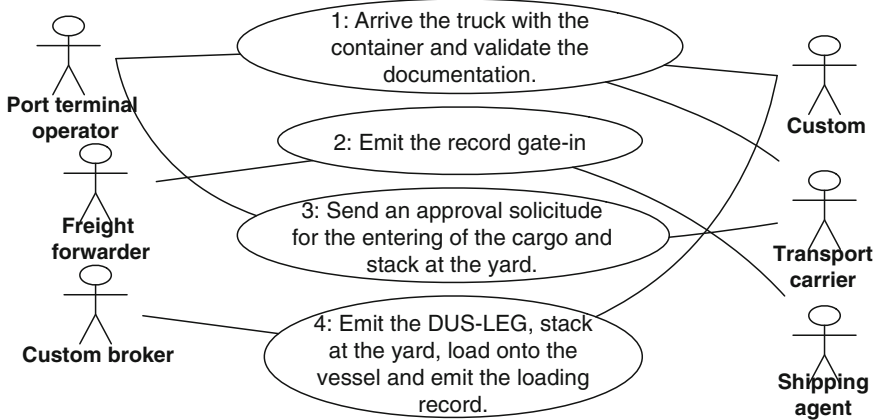 1: Arrive the truck with the
container and validate the
documentation.
Port terminal
operator
Custom
2: Emit the record gate-in
Freight
forwarder
3: Send an approval solicitude
for the entering of the cargo and
stack at the yard.
Transport
carrier
Custom broker
4: Emit the DUS-LEG, stack
at the yard, load onto the
vessel and emit the loading
record.
Shipping
agent